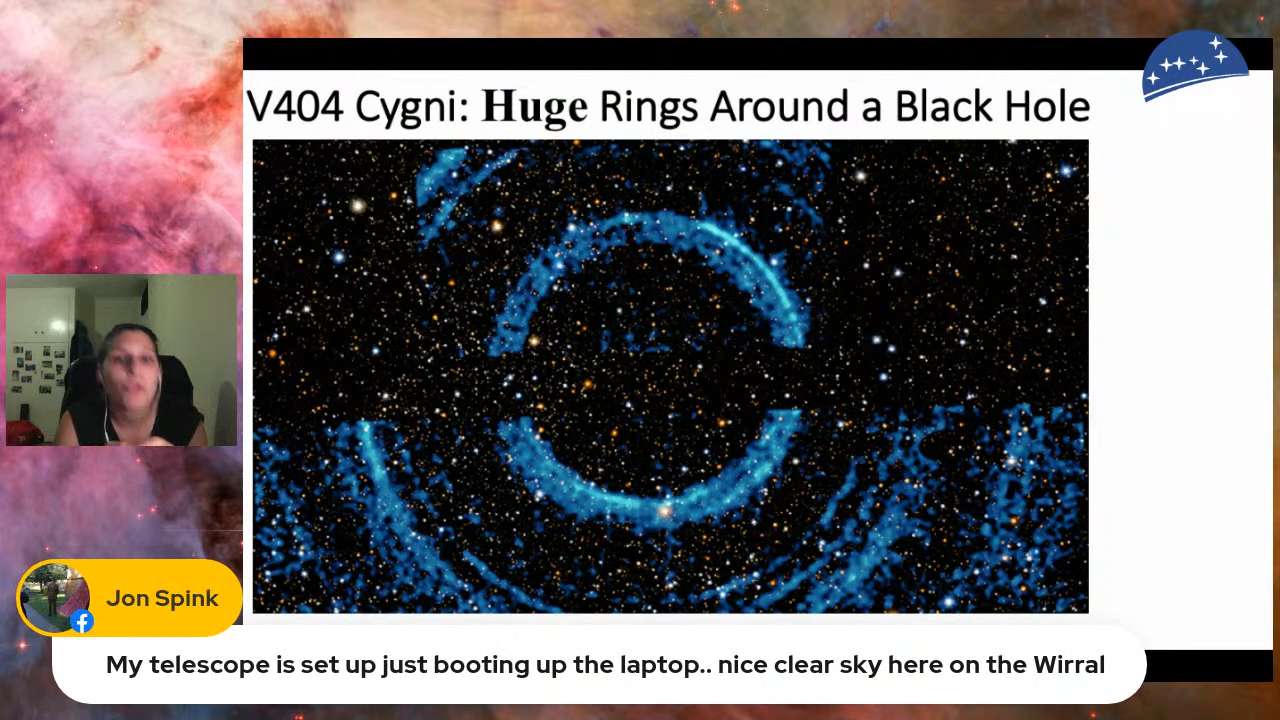 V404 Cygni: Huge Rings Around a Black Hole
Jon Spink
My telescope is set up just booting up the laptop.. nice clear sky here on the Wirral